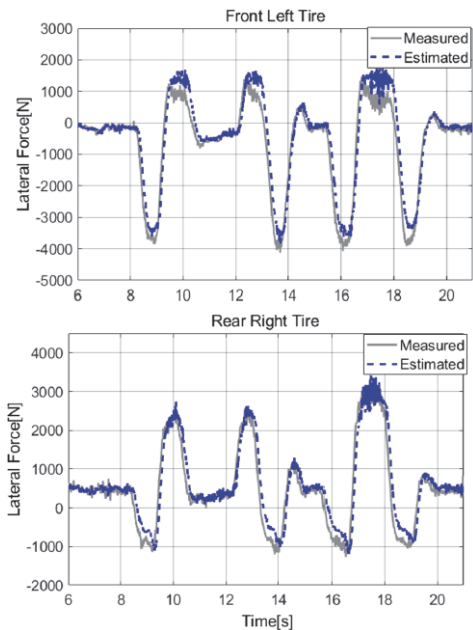 Front Left Tire
3000
2000
1000
0
-1000
-2000
-3000
-4000
-5000
Lateral Force[N]
Measured
Estimated
6 8 10 12 14 16 18 20
Rear Right Tire
4000
3000
2000
1000
0
-1000
-2000
Lateral Force[N]
Measured
Estimated
6 8 10 12 14 16 18 20
Time[s]